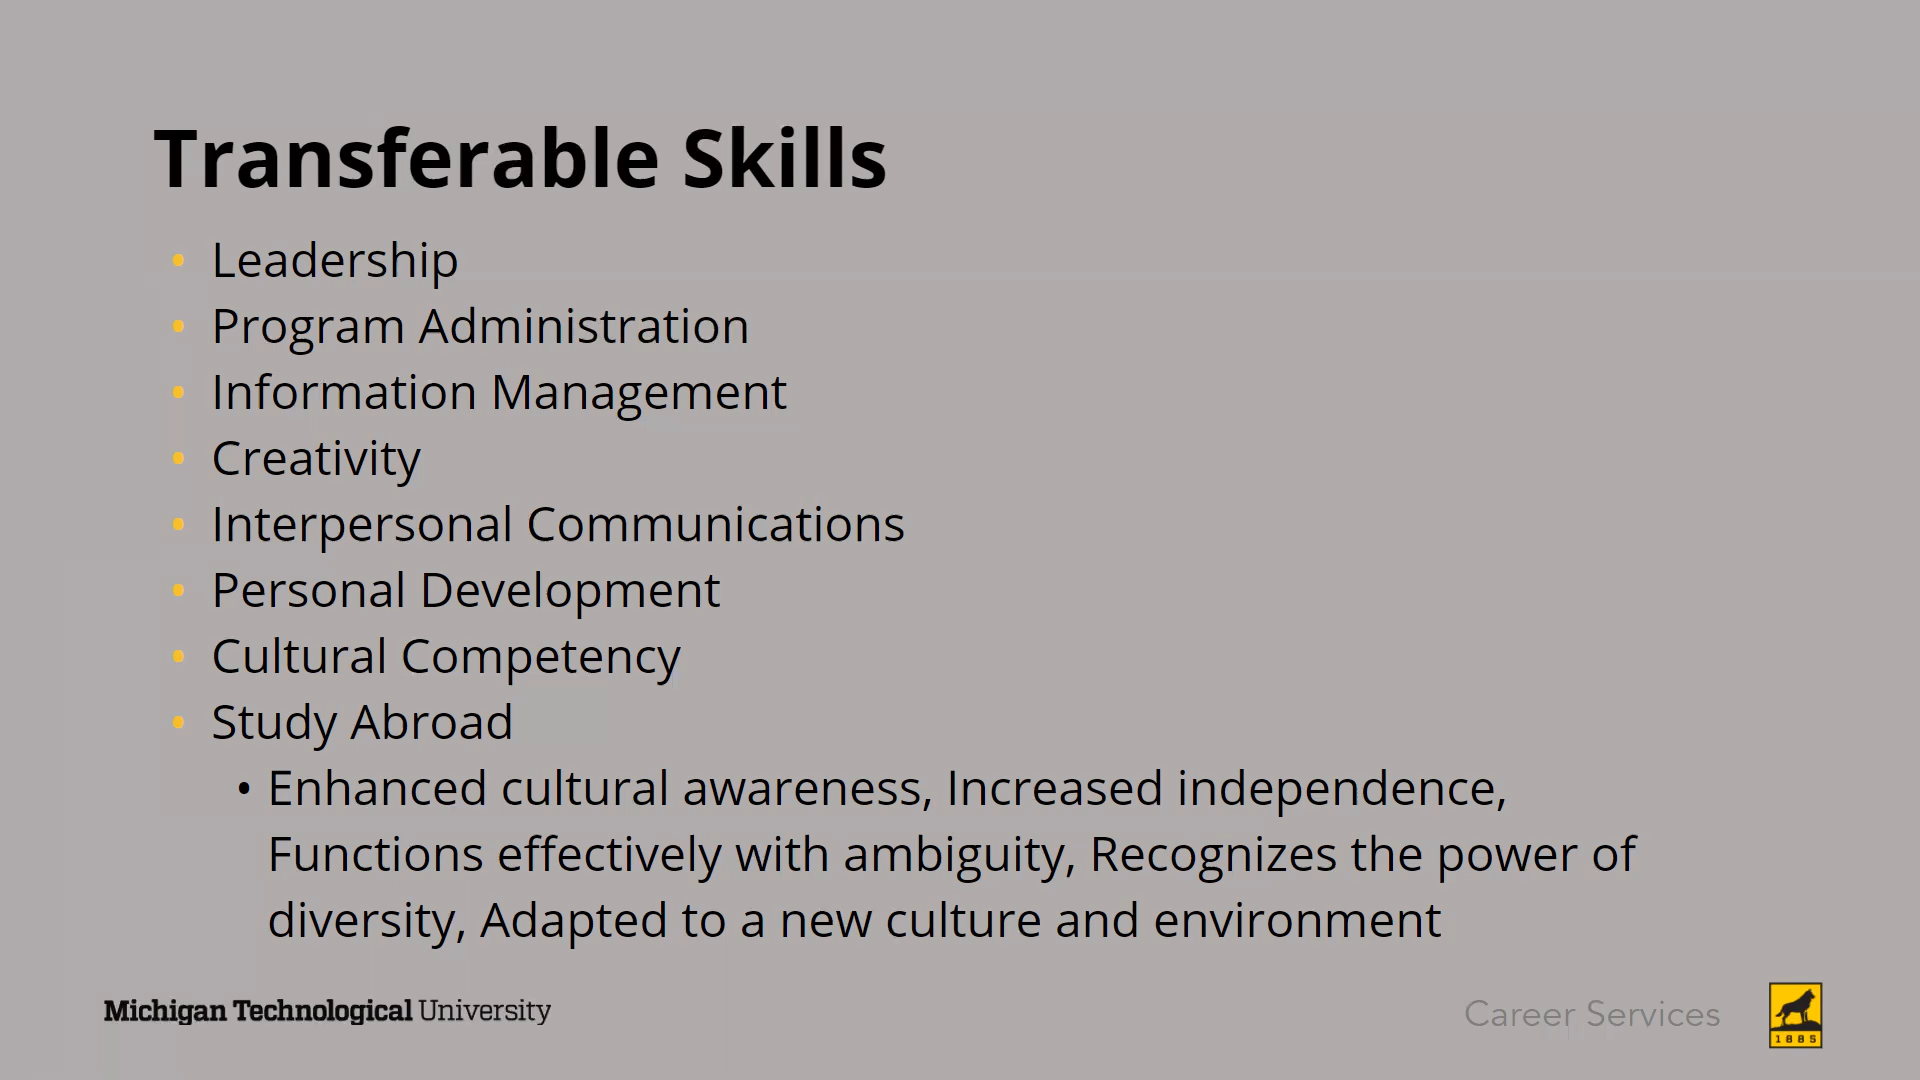 Transferable Skills
• Leadership
• Program Administration
• Information Management
• Creativity
• Interpersonal Communications
• Personal Development
• Cultural Competency
• Study Abroad
• Enhanced cultural awareness, Increased independence,
Functions effectively with ambiguity, Recognizes the power of
diversity, Adapted to a new culture and environment
Michigan Technological University
Career Services
1885